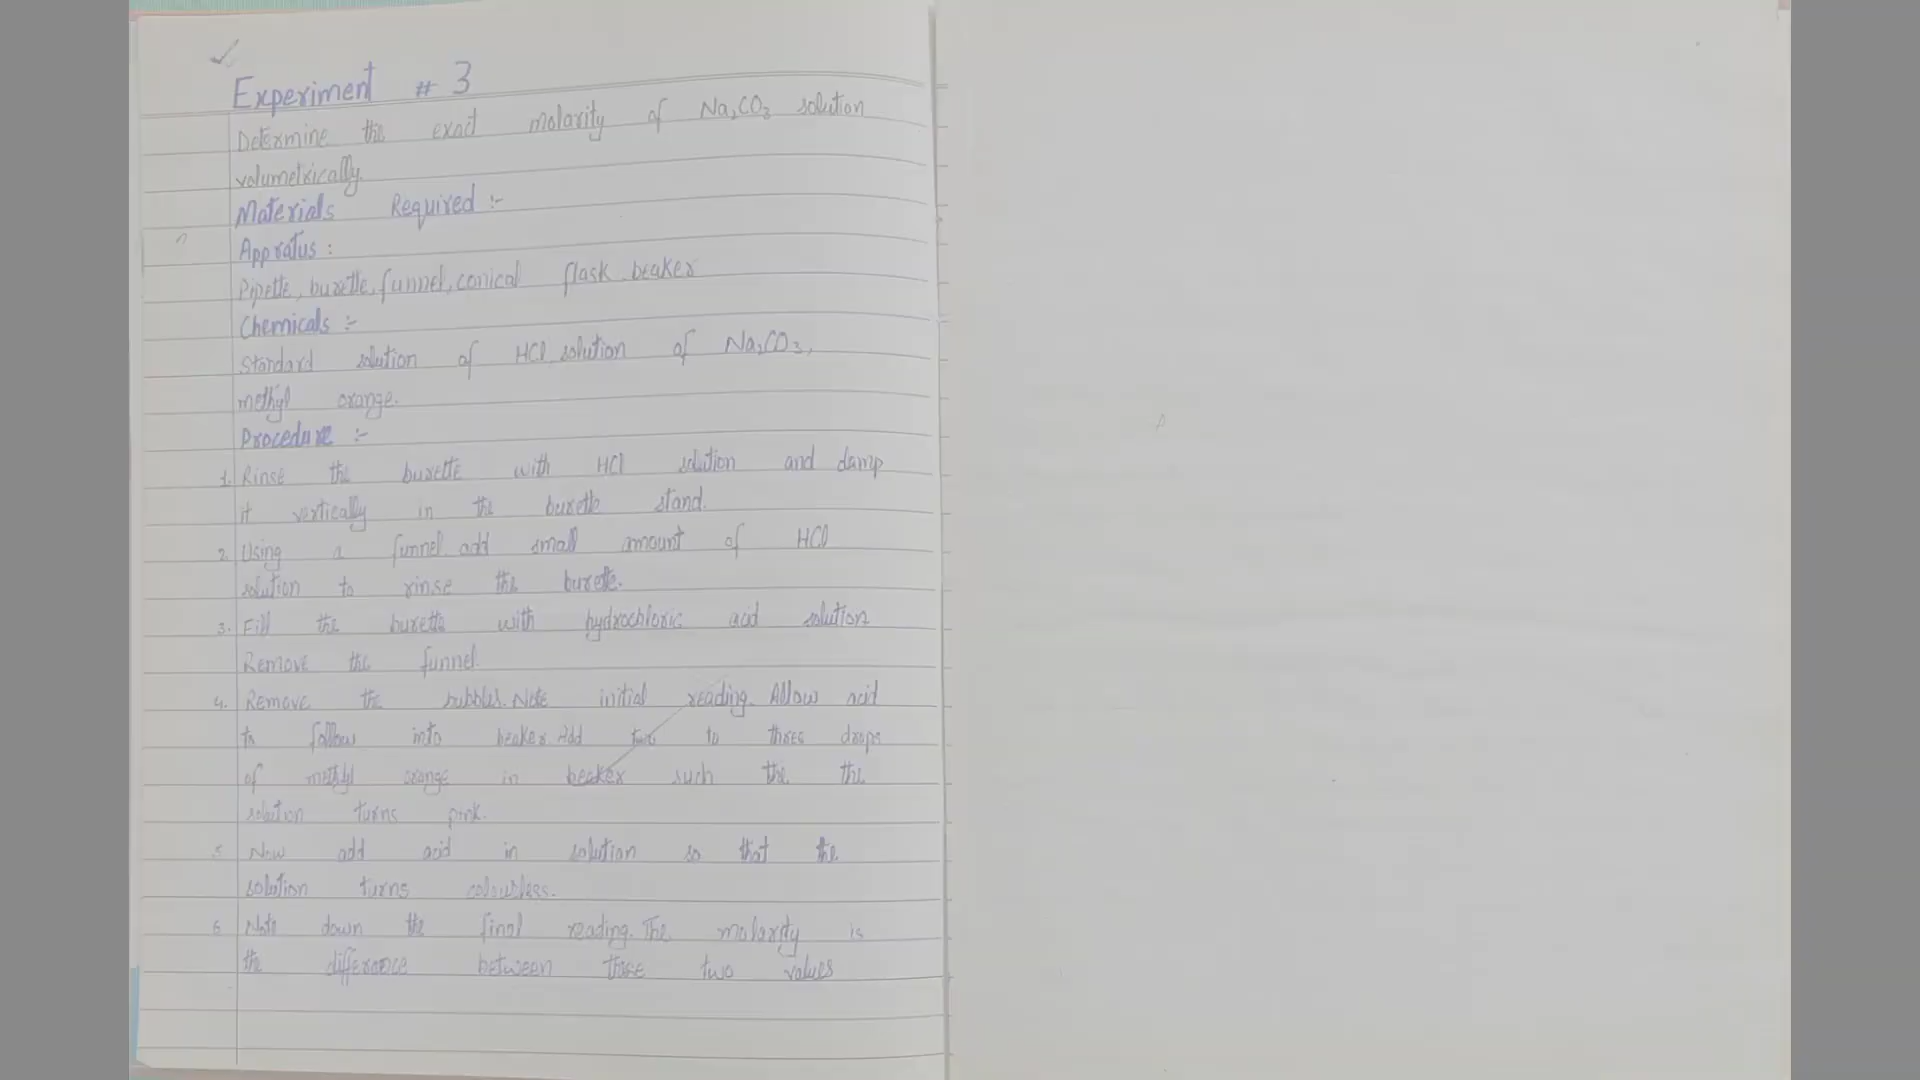 Experiment # 3
Determine the exact molarity of Na₂CO₃ solution
volumetrically.
Materials Required :-
Appratus :
Pipette, burette, funnel, conical flask beaker
Chemicals :-
Standard solution of HCl solution of Na₂CO₃,
methyl orange.
Procedure :-
1. Rinse the burette with HCl solution and damp
it vertically in the burette stand.
2. Using a funnel add small amount of HCl
solution to rinse the burette.
3. Fill the burette with hydrochloric acid solution
Remove the funnel.
4. Remove the bubbles. Note initial reading. Allow acid
to follow into beaker. Add two to three drops
of methyl orange in beaker such the the
solution turns pink.
5 Now add acid in solution so that the
solution turns colourless.
6 Note down the final reading. The molarity is
the difference between these two values